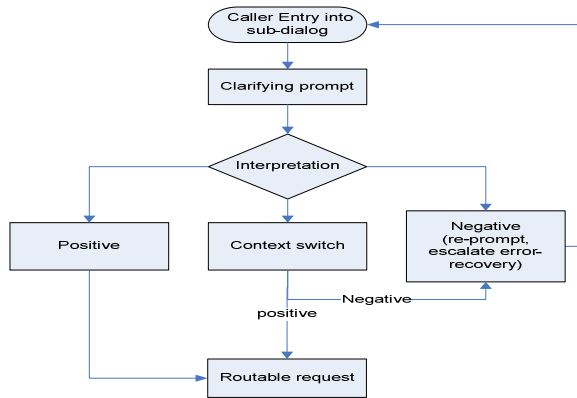 Caller Entry into
sub-dialog
Clarifying prompt
Interpretation
Positive
Context switch
Negative
(re-prompt,
escalate error-
recovery)
Negative
positive
Routable request